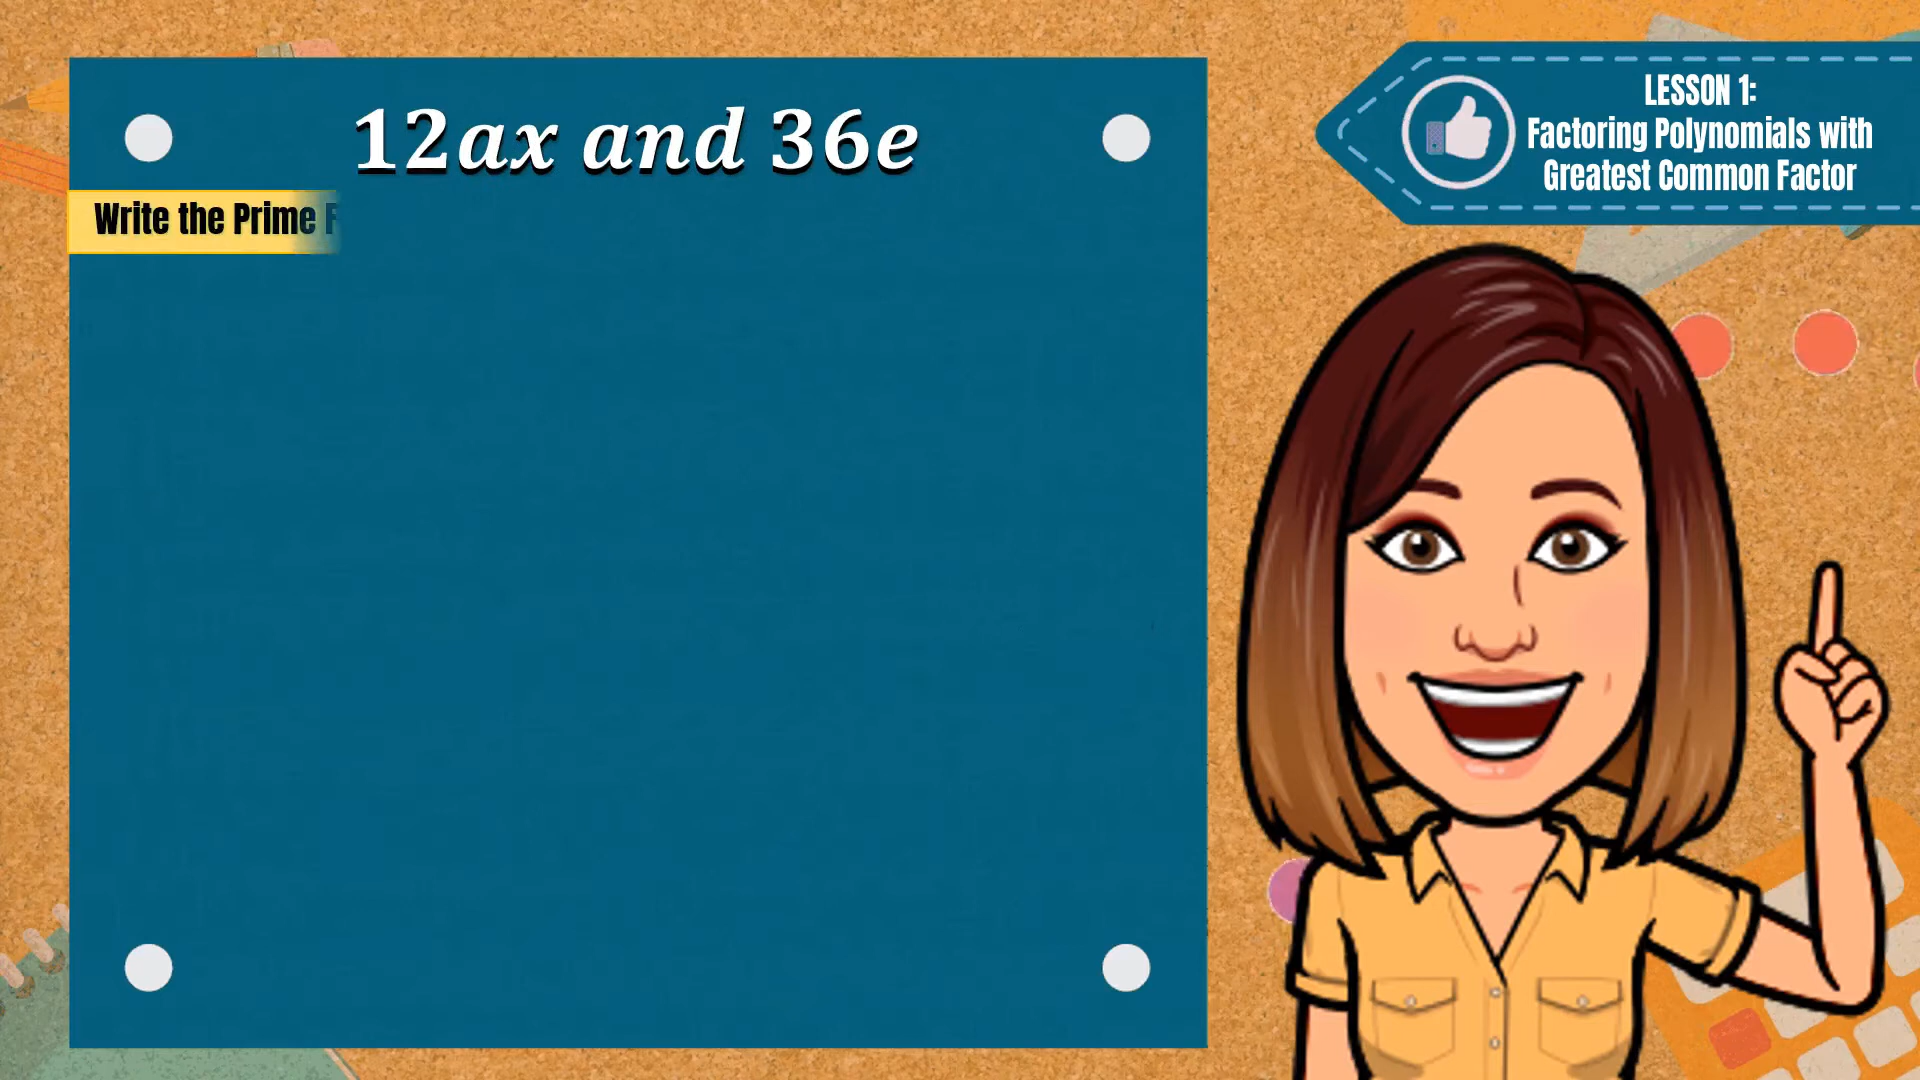 12ax and 36e
Write the Prime F
LESSON 1:
Factoring Polynomials with
Greatest Common Factor